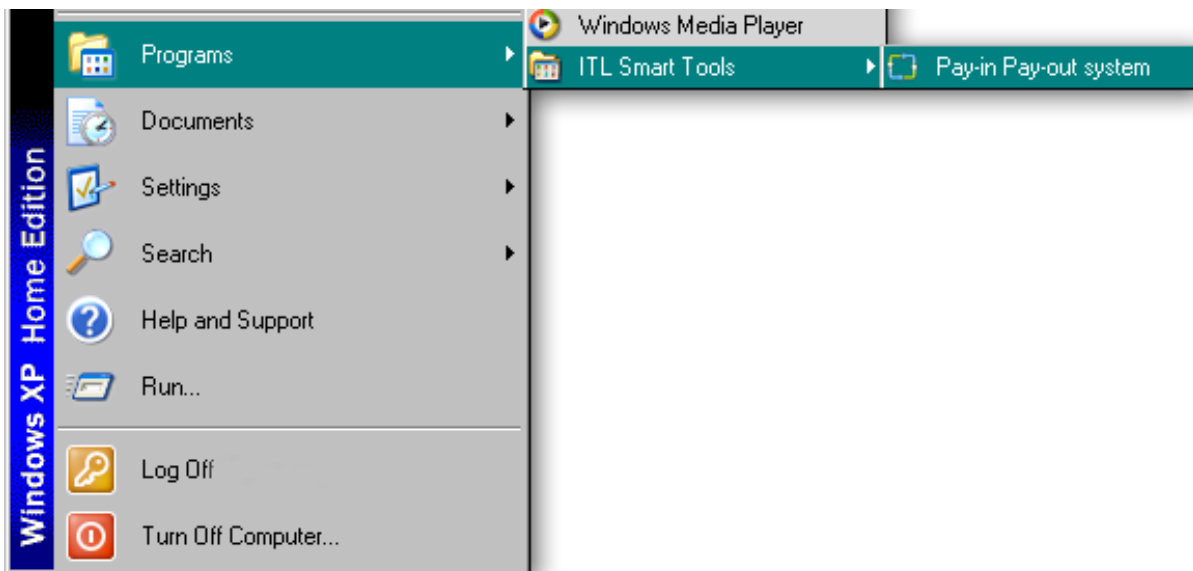 Windows XP Home Edition
Programs
Documents
Settings
Search
Help and Support
Run...
Log Off
Turn Off Computer...
Windows Media Player
ITL Smart Tools
Pay-in Pay-out system